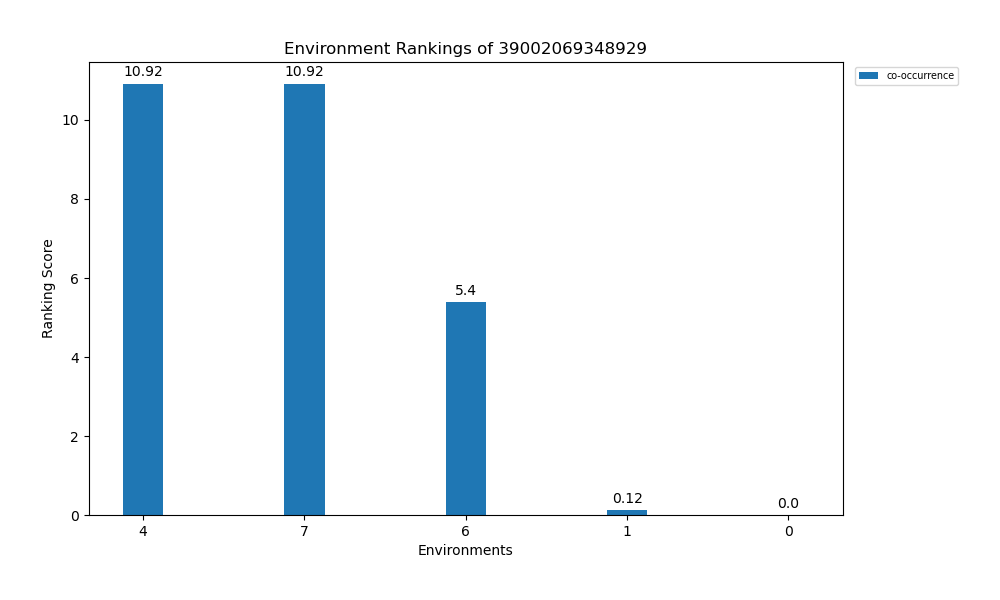 Environment Rankings of 39002069348929
co-occurrence
10.92
10.92
5.4
0.12
0.0
Ranking Score
10
8
6
4
2
0
4 7 6 1 0
Environments